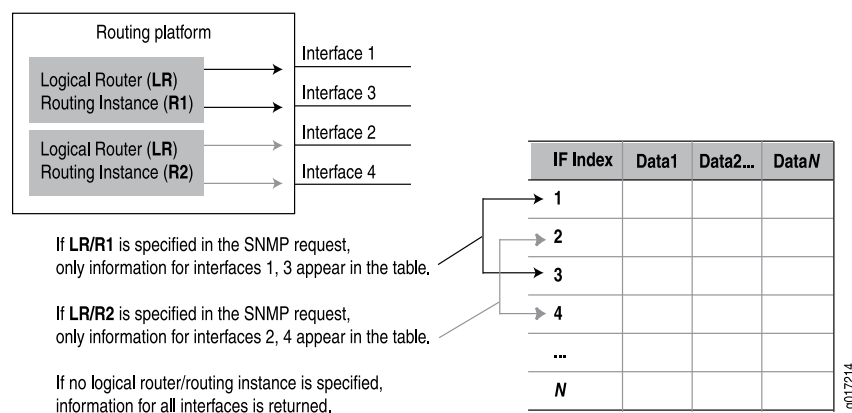 Routing platform
Logical Router (LR)
Routing Instance (R1)
Logical Router (LR)
Routing Instance (R2)
Interface 1
Interface 3
Interface 2
Interface 4
IF Index Data1 Data2... DataN
1
2
3
4
...
N
If LR/R1 is specified in the SNMP request,
only information for interfaces 1, 3 appear in the table.
If LR/R2 is specified in the SNMP request,
only information for interfaces 2, 4 appear in the table.
If no logical router/routing instance is specified,
information for all interfaces is returned.
g017214